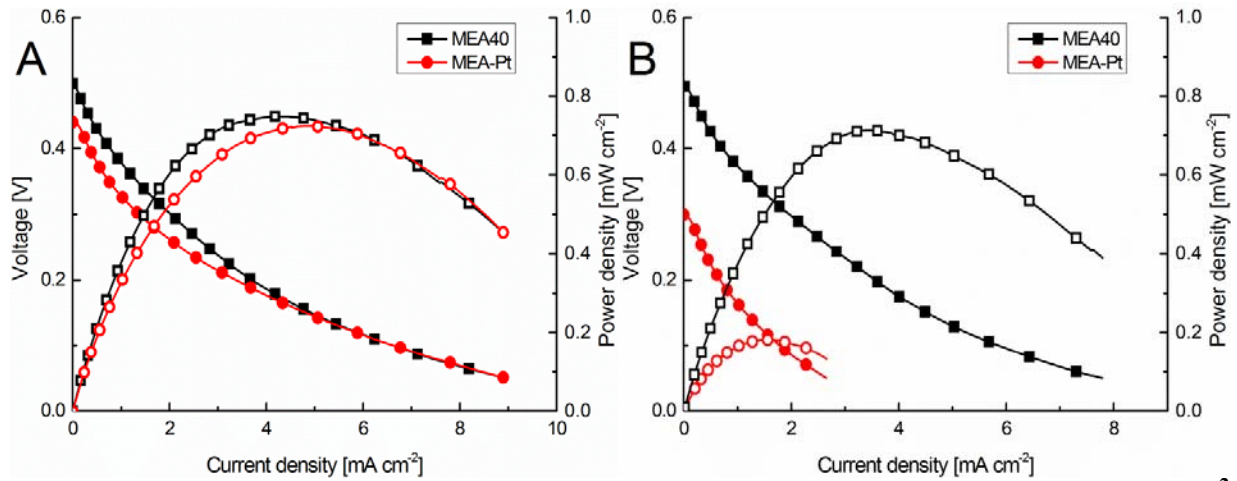 A
MEA40
MEA-Pt
Voltage [V]
0.6
0.4
0.2
0.0
Power density [mW cm⁻²]
1.0
0.8
0.6
0.4
0.2
0.0
0 2 4 6 8 10
Current density [mA cm⁻²]
B
MEA40
MEA-Pt
Voltage [V]
0.6
0.4
0.2
0.0
Power density [mW cm⁻²]
1.0
0.8
0.6
0.4
0.2
0.0
0 2 4 6 8
Current density [mA cm⁻²]
2